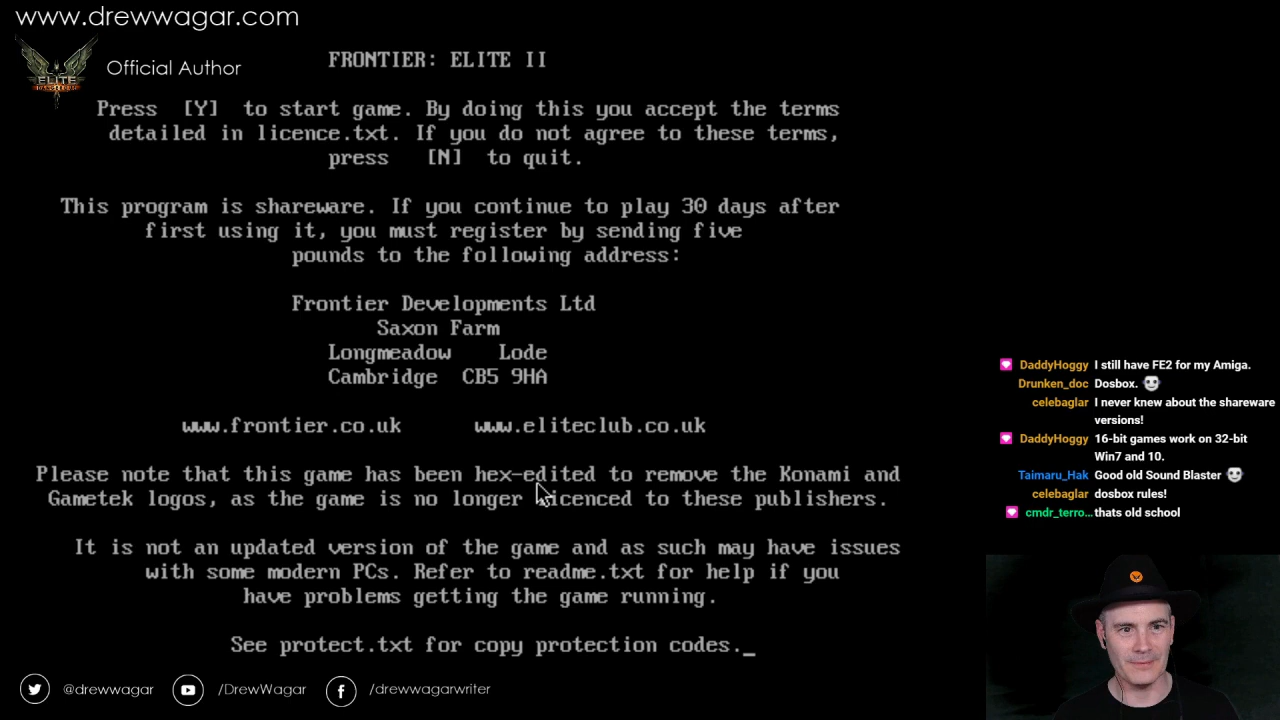 www.drewwagar.com
ELITE
DANGEROUS
Official Author
FRONTIER: ELITE II
Press [Y] to start game. By doing this you accept the terms
detailed in licence.txt. If you do not agree to these terms,
press [N] to quit.
This program is shareware. If you continue to play 30 days after
first using it, you must register by sending five
pounds to the following address:
Frontier Developments Ltd
Saxon Farm
Longmeadow Lode
Cambridge CB5 9HA
www.frontier.co.uk www.eliteclub.co.uk
Please note that this game has been hex-edited to remove the Konami and
Gametek logos, as the game is no longer licenced to these publishers.
It is not an updated version of the game and as such may have issues
with some modern PCs. Refer to readme.txt for help if you
have problems getting the game running.
See protect.txt for copy protection codes._
DaddyHoggy I still have FE2 for my Amiga.
Drunken_doc Dosbox.
celebaglar I never knew about the shareware
versions!
DaddyHoggy 16-bit games work on 32-bit
Win7 and 10.
Taimaru_Hak Good old Sound Blaster
celebaglar dosbox rules!
cmdr_terro... thats old school
@drewwagar /DrewWagar /drewwagarwriter